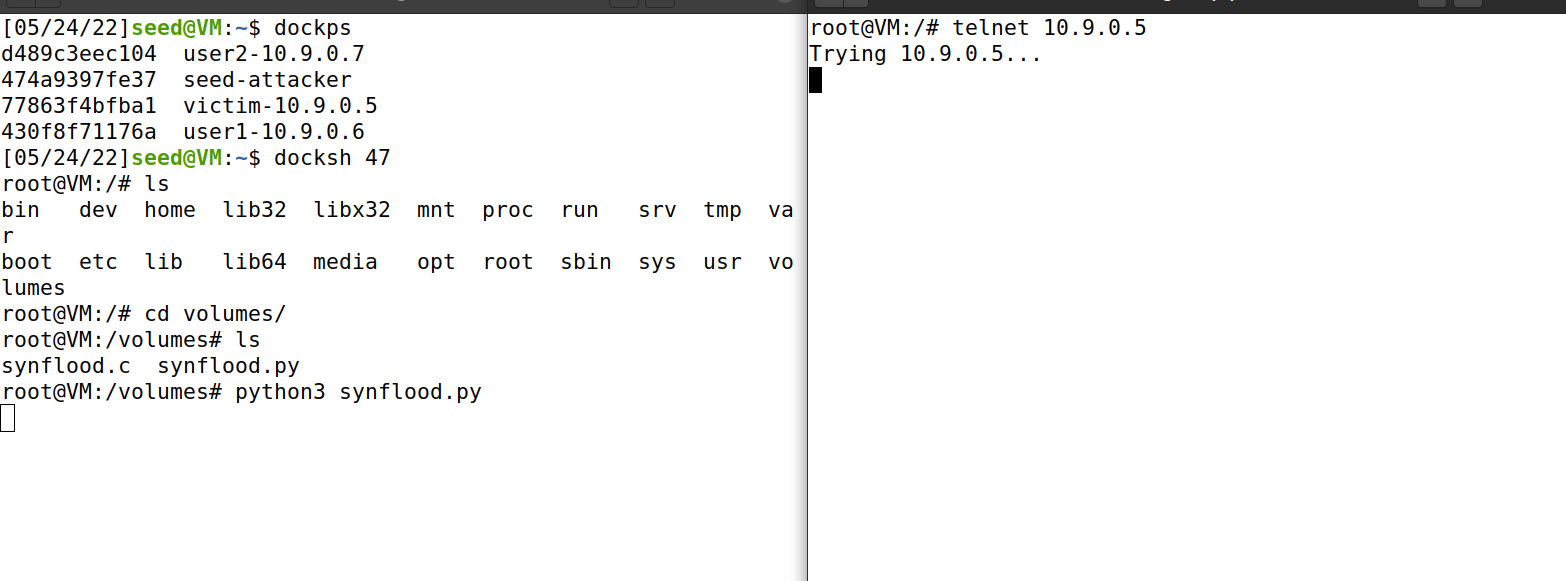 [05/24/22]seed@VM:~$ dockps
d489c3eec104  user2-10.9.0.7
474a9397fe37  seed-attacker
77863f4bfba1  victim-10.9.0.5
430f8f71176a  user1-10.9.0.6
[05/24/22]seed@VM:~$ docksh 47
root@VM:/# ls
bin   dev  home  lib32  libx32  mnt  proc  run   srv  tmp  va
r
boot  etc  lib   lib64  media   opt  root  sbin  sys  usr  vo
lumes
root@VM:/# cd volumes/
root@VM:/volumes# ls
synflood.c  synflood.py
root@VM:/volumes# python3 synflood.py
root@VM:/# telnet 10.9.0.5
Trying 10.9.0.5...